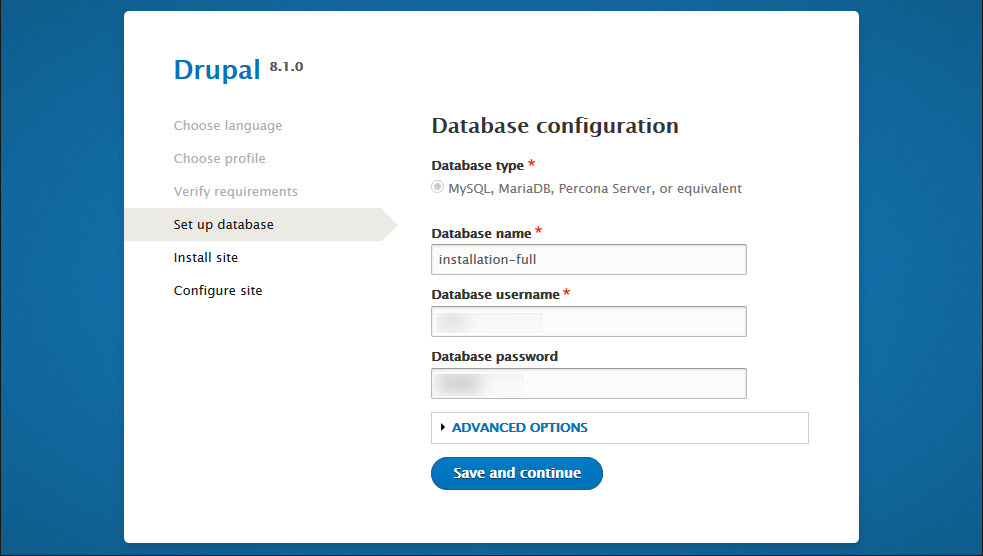 Drupal 8.1.0
Choose language
Choose profile
Verify requirements
Set up database
Install site
Configure site
Database configuration
Database type *
MySQL, MariaDB, Percona Server, or equivalent
Database name *
installation-full
Database username *
Database password
ADVANCED OPTIONS
Save and continue